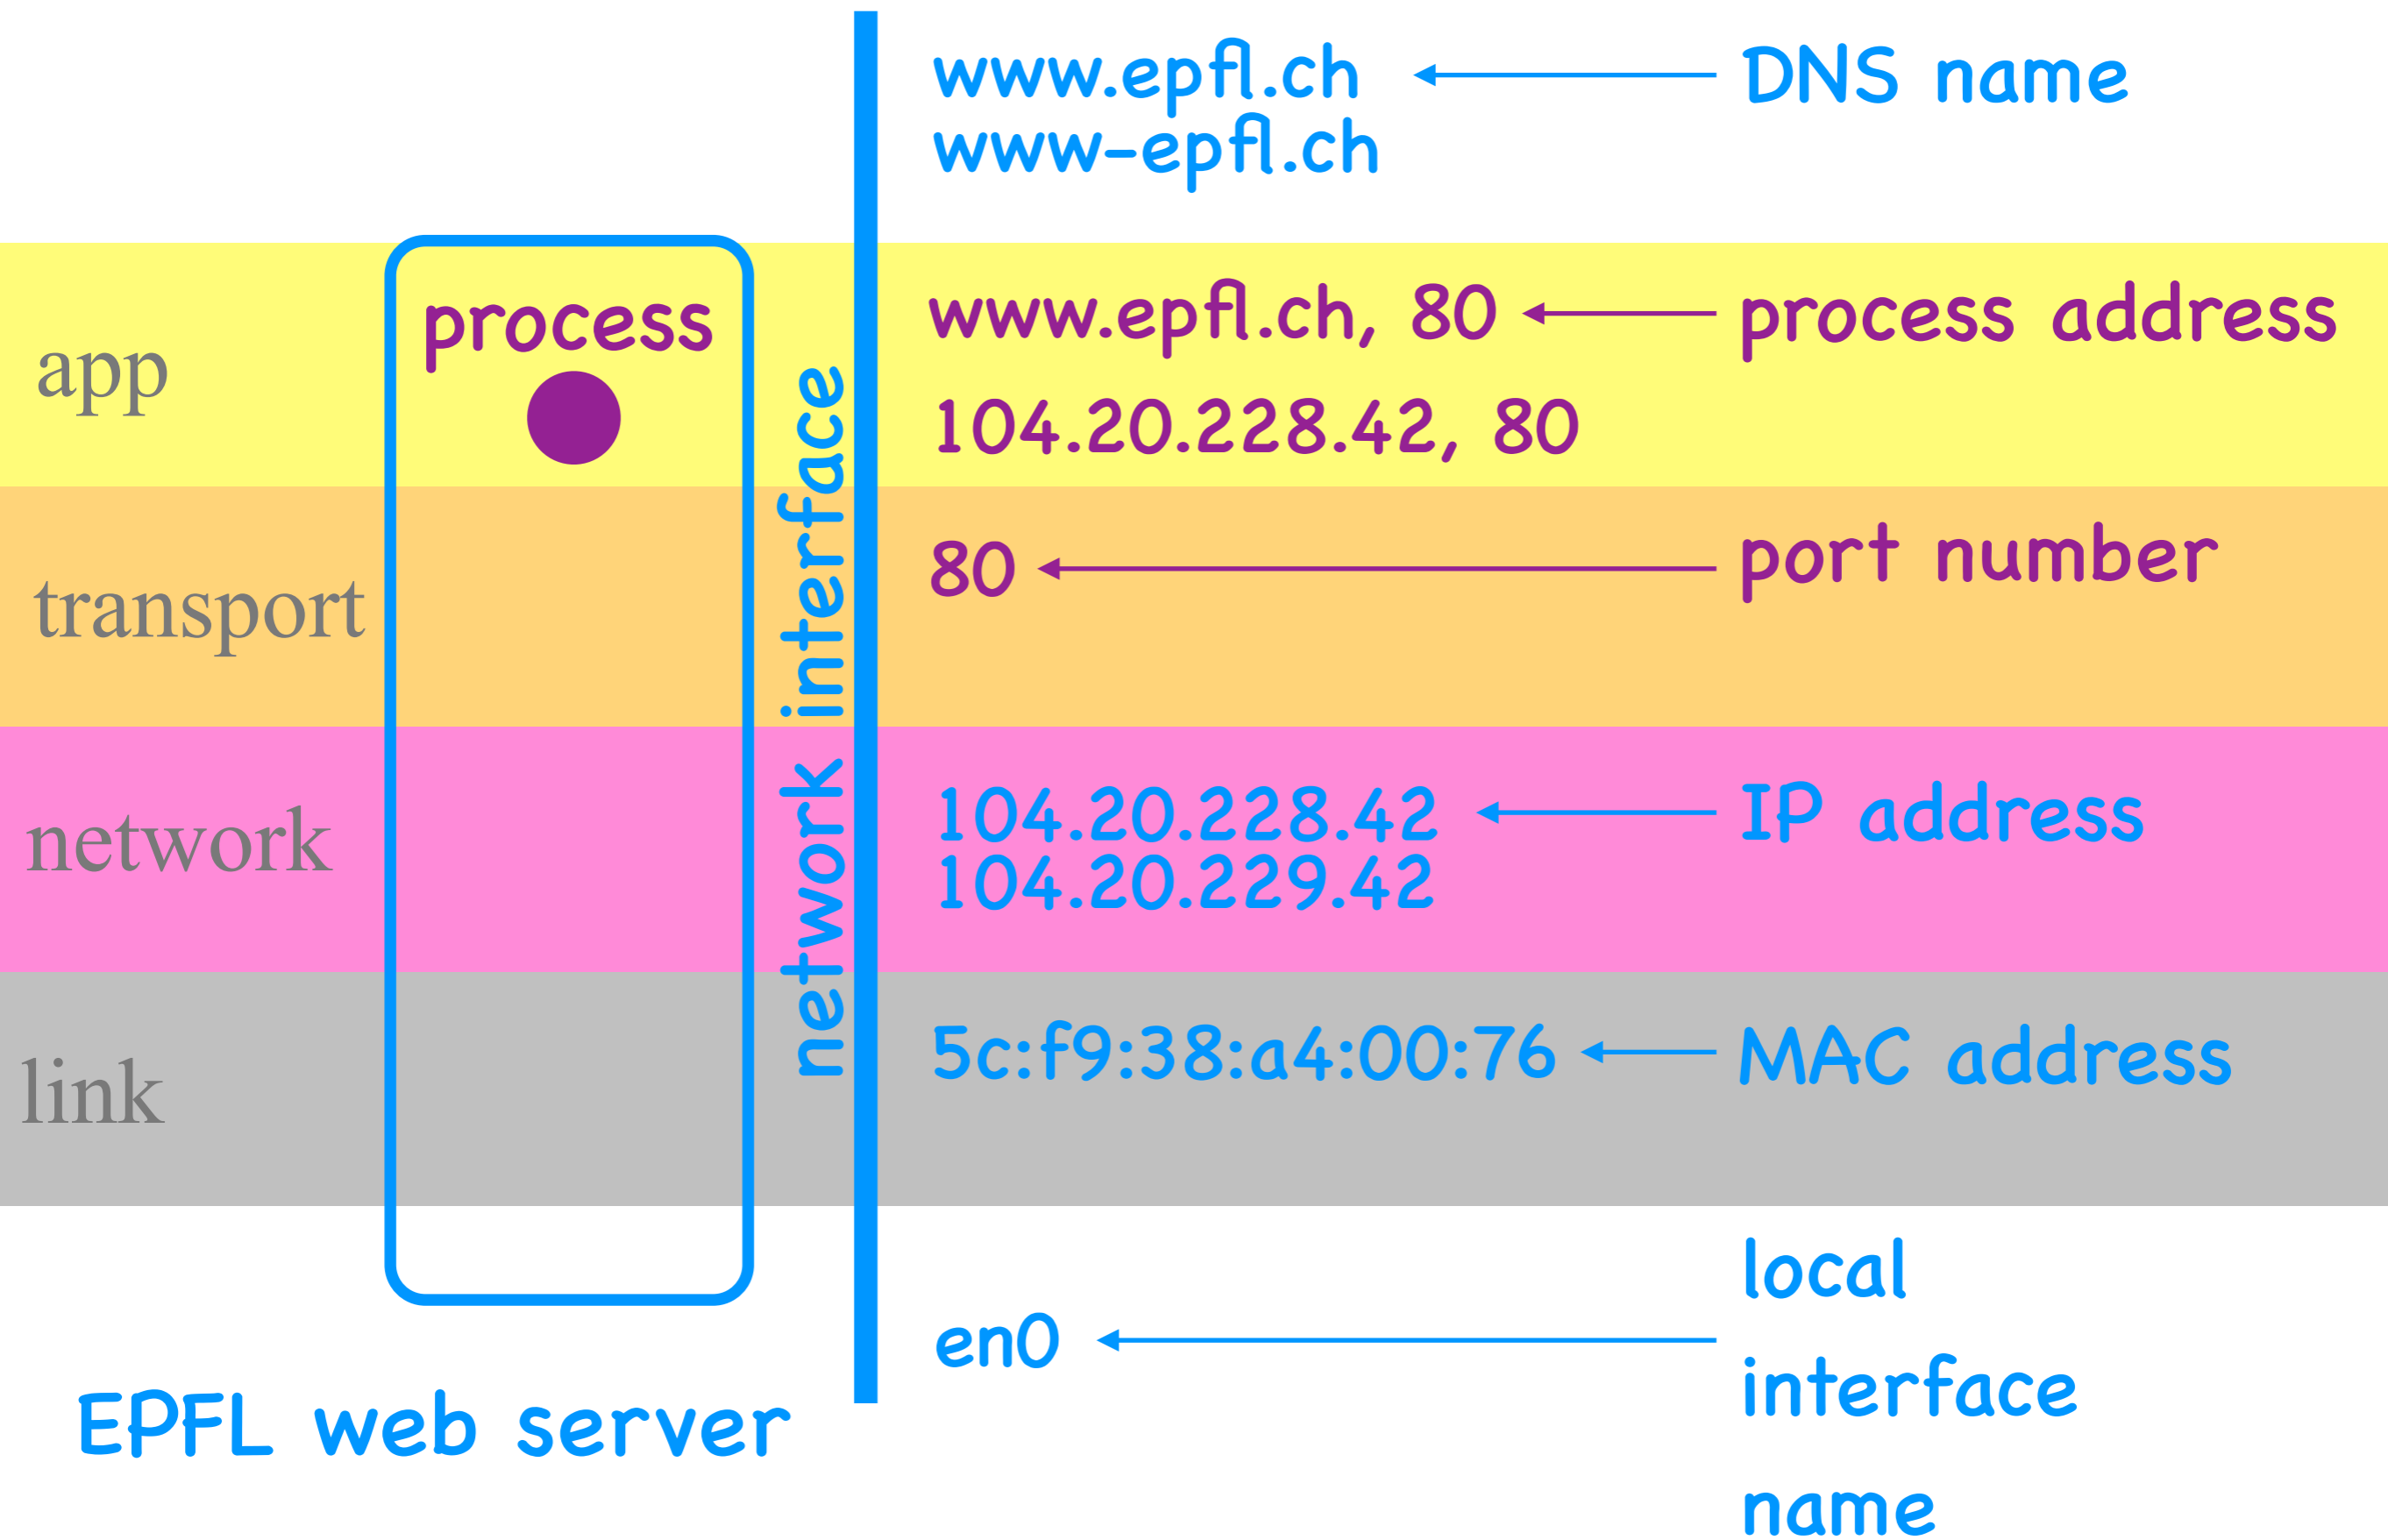 www.epfl.ch
DNS name
www-epfl.ch
process
www.epfl.ch, 80
process address
app
104.20.228.42, 80
transport
80
port number
network interface
network
104.20.228.42
IP address
104.20.229.42
link
5c:f9:38:a4:00:76
MAC address
en0
local
interface
name
EPFL web server